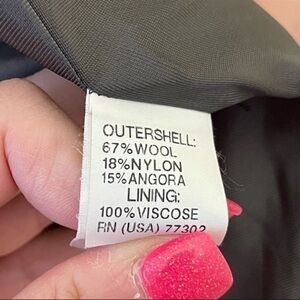 OUTERSHELL:
67%WOOL
18%NYLON
15%ANGORA
LINING:
100%VISCOSE
RN (USA) 77302